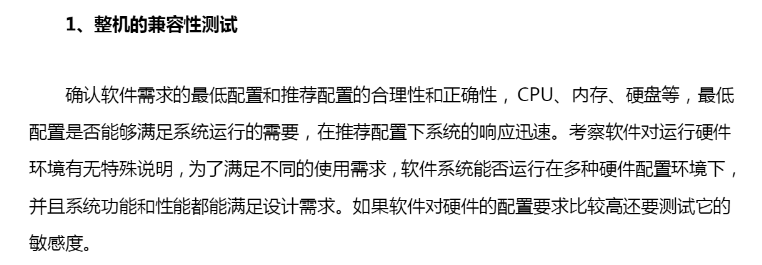 1、整机的兼容性测试
确认软件需求的最低配置和推荐配置的合理性和正确性，CPU、内存、硬盘等，最低
配置是否能够满足系统运行的需要，在推荐配置下系统的响应迅速。考察软件对运行硬件
环境有无特殊说明，为了满足不同的使用需求，软件系统能否运行在多种硬件配置环境下，
并且系统功能和性能都能满足设计需求。如果软件对硬件的配置要求比较高还要测试它的
敏感度。